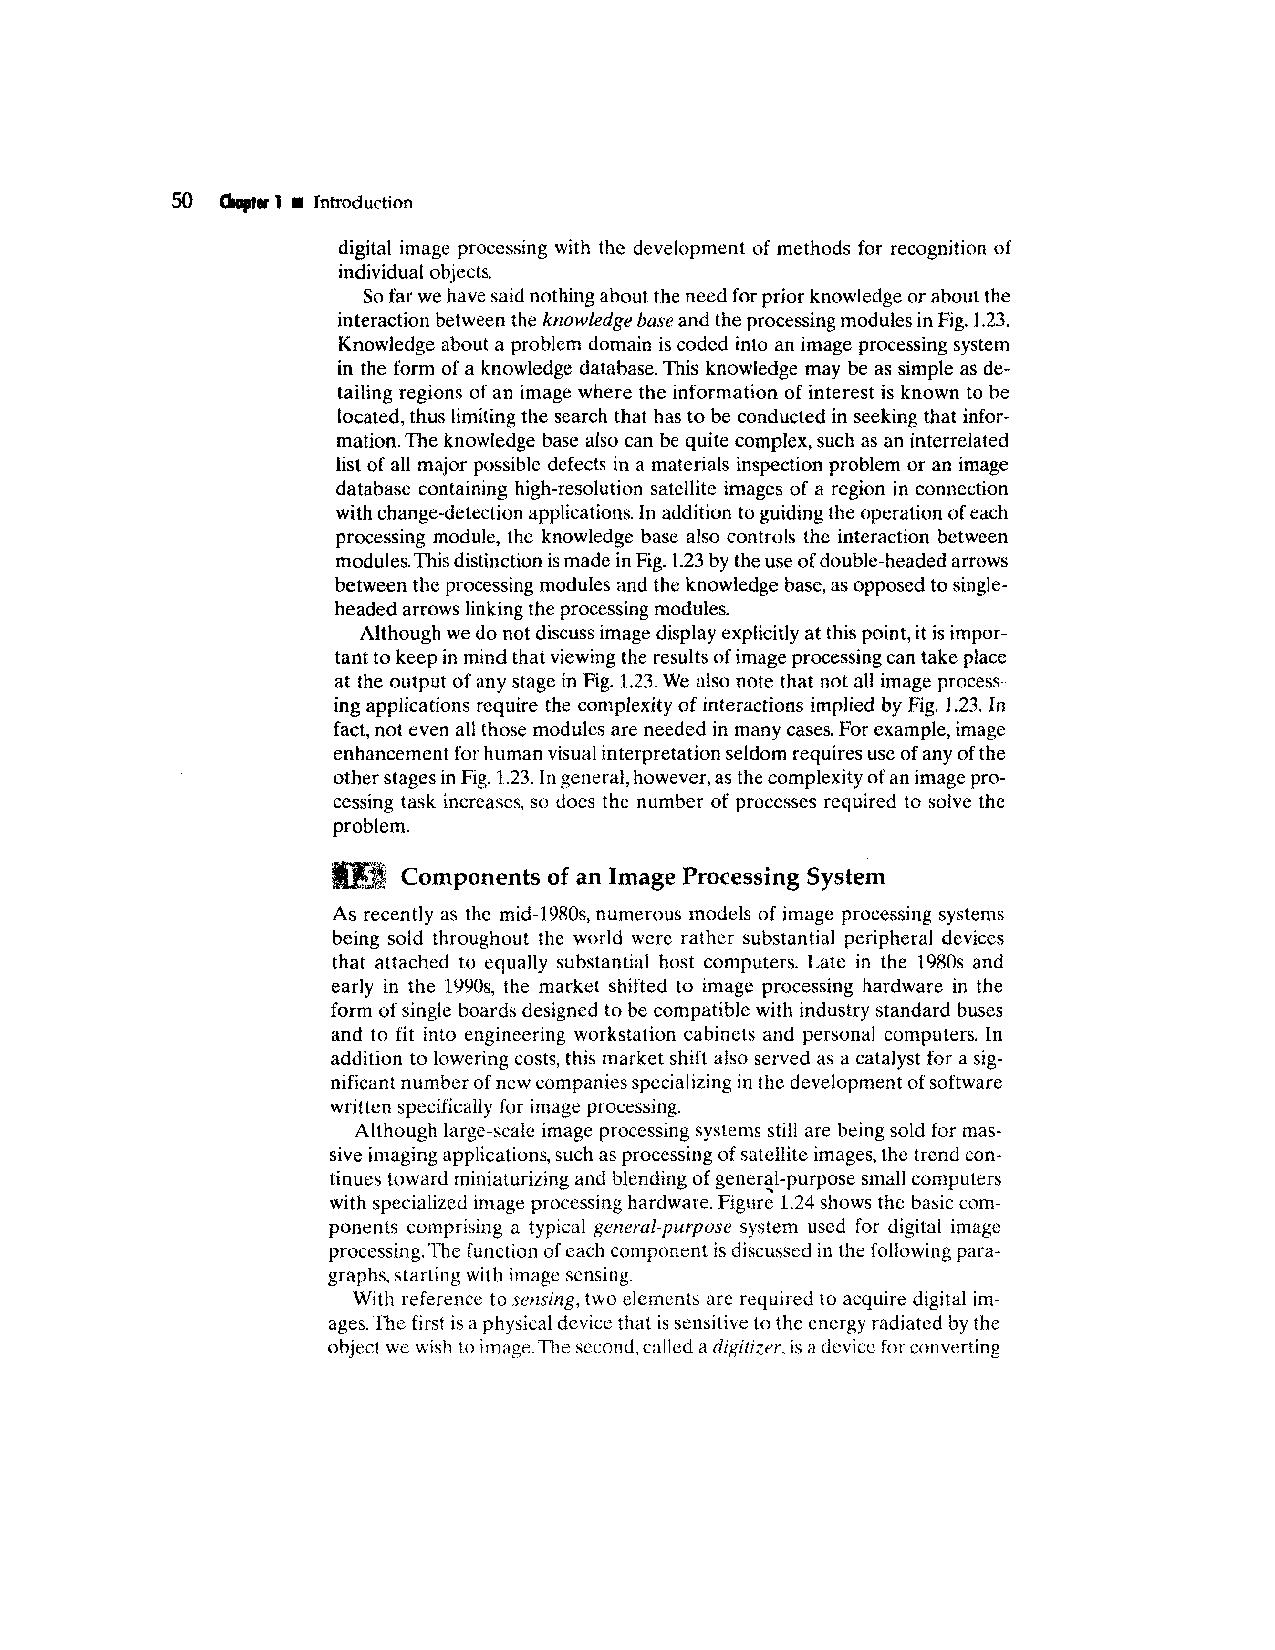 50 Chapter 1 ■ Introduction
digital image processing with the development of methods for recognition of
individual objects.
So far we have said nothing about the need for prior knowledge or about the
interaction between the knowledge base and the processing modules in Fig. 1.23.
Knowledge about a problem domain is coded into an image processing system
in the form of a knowledge database. This knowledge may be as simple as de-
tailing regions of an image where the information of interest is known to be
located, thus limiting the search that has to be conducted in seeking that infor-
mation. The knowledge base also can be quite complex, such as an interrelated
list of all major possible defects in a materials inspection problem or an image
database containing high-resolution satellite images of a region in connection
with change-detection applications. In addition to guiding the operation of each
processing module, the knowledge base also controls the interaction between
modules. This distinction is made in Fig. 1.23 by the use of double-headed arrows
between the processing modules and the knowledge base, as opposed to single-
headed arrows linking the processing modules.
Although we do not discuss image display explicitly at this point, it is impor-
tant to keep in mind that viewing the results of image processing can take place
at the output of any stage in Fig. 1.23. We also note that not all image process-
ing applications require the complexity of interactions implied by Fig. 1.23. In
fact, not even all those modules are needed in many cases. For example, image
enhancement for human visual interpretation seldom requires use of any of the
other stages in Fig. 1.23. In general, however, as the complexity of an image pro-
cessing task increases, so does the number of processes required to solve the
problem.
Components of an Image Processing System
As recently as the mid-1980s, numerous models of image processing systems
being sold throughout the world were rather substantial peripheral devices
that attached to equally substantial host computers. Late in the 1980s and
early in the 1990s, the market shifted to image processing hardware in the
form of single boards designed to be compatible with industry standard buses
and to fit into engineering workstation cabinets and personal computers. In
addition to lowering costs, this market shift also served as a catalyst for a sig-
nificant number of new companies specializing in the development of software
written specifically for image processing.
Although large-scale image processing systems still are being sold for mas-
sive imaging applications, such as processing of satellite images, the trend con-
tinues toward miniaturizing and blending of general-purpose small computers
with specialized image processing hardware. Figure 1.24 shows the basic com-
ponents comprising a typical general-purpose system used for digital image
processing. The function of each component is discussed in the following para-
graphs, starting with image sensing.
With reference to sensing, two elements are required to acquire digital im-
ages. The first is a physical device that is sensitive to the energy radiated by the
object we wish to image. The second, called a digitizer, is a device for converting